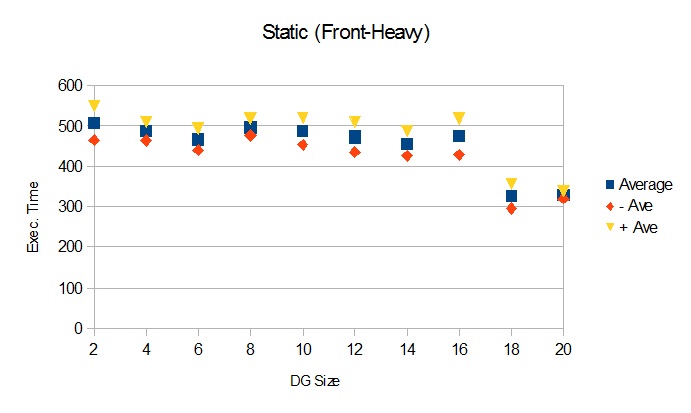 Static (Front-Heavy)
600
500
400
300
200
100
0
Exec. Time
2 4 6 8 10 12 14 16 18 20
DG Size
Average
- Ave
+ Ave